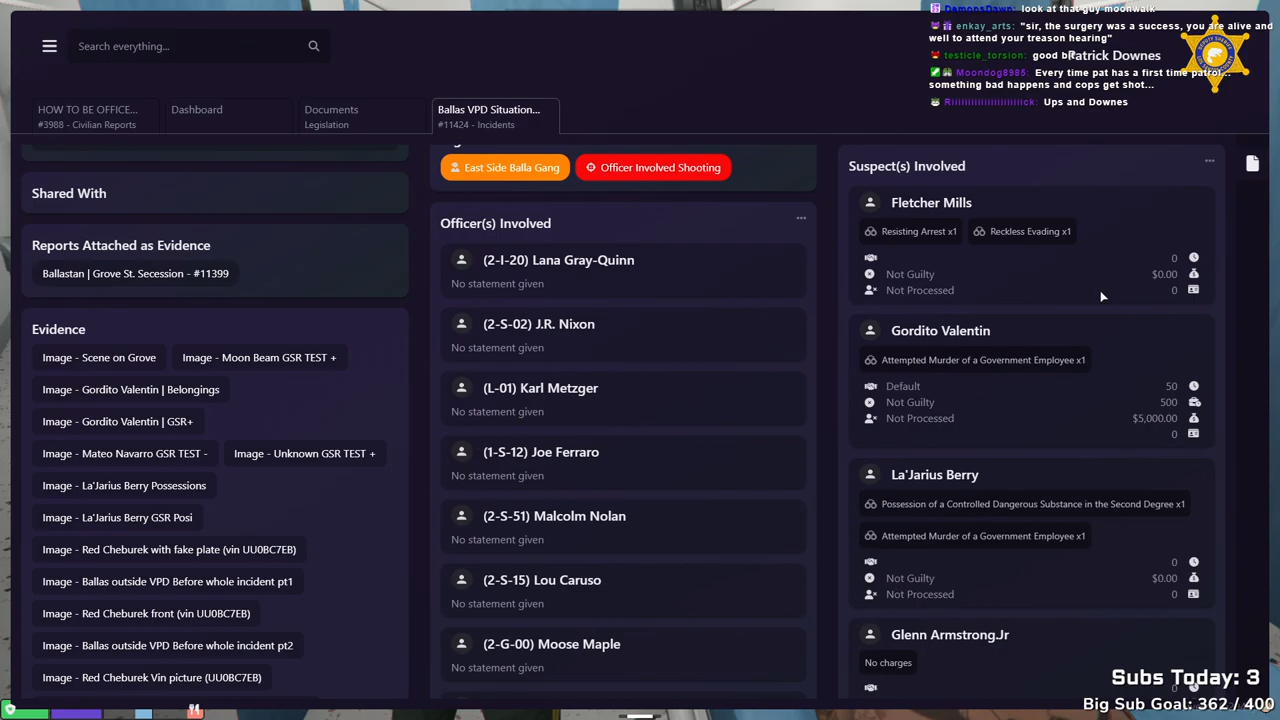 DemonsDawn: look at that guy moonwalk
enkay_arts: "sir, the surgery was a success, you are alive and
well to attend your treason hearing"
testicle_torsion: good
Patrick Downes
Moondog8985: Every time pat has a first time patrol...
something bad happens and cops get shot...
Ups and Downes
Search everything...
HOW TO BE OFFICE...
#3988 - Civilian Reports
Dashboard
Documents
Legislation
Ballas VPD Situation...
#11424 - Incidents
Shared With
Reports Attached as Evidence
Ballastan | Grove St. Secession - #11399
Evidence
Image - Scene on Grove
Image - Moon Beam GSR TEST +
Image - Gordito Valentin | Belongings
Image - Gordito Valentin | GSR+
Image - Mateo Navarro GSR TEST -
Image - Unknown GSR TEST +
Image - La'Jarius Berry Possessions
Image - La'Jarius Berry GSR Posi
Image - Red Cheburek with fake plate (vin UU0BC7EB)
Image - Ballas outside VPD Before whole incident pt1
Image - Red Cheburek front (vin UU0BC7EB)
Image - Ballas outside VPD Before whole incident pt2
Image - Red Cheburek Vin picture (UU0BC7EB)
East Side Balla Gang
Officer Involved Shooting
Officer(s) Involved
(2-I-20) Lana Gray-Quinn
No statement given
(2-S-02) J.R. Nixon
No statement given
(L-01) Karl Metzger
No statement given
(1-S-12) Joe Ferraro
No statement given
(2-S-51) Malcolm Nolan
No statement given
(2-S-15) Lou Caruso
No statement given
(2-G-00) Moose Maple
No statement given
Suspect(s) Involved
Fletcher Mills
Resisting Arrest x1
Reckless Evading x1
0
Not Guilty
$0.00
Not Processed
0
Gordito Valentin
Attempted Murder of a Government Employee x1
Default
50
Not Guilty
500
Not Processed
$5,000.00
0
La'Jarius Berry
Possession of a Controlled Dangerous Substance in the Second Degree x1
Attempted Murder of a Government Employee x1
0
Not Guilty
$0.00
Not Processed
0
Glenn Armstrong.Jr
No charges
Subs Today: 3
Big Sub Goal: 362 / 400